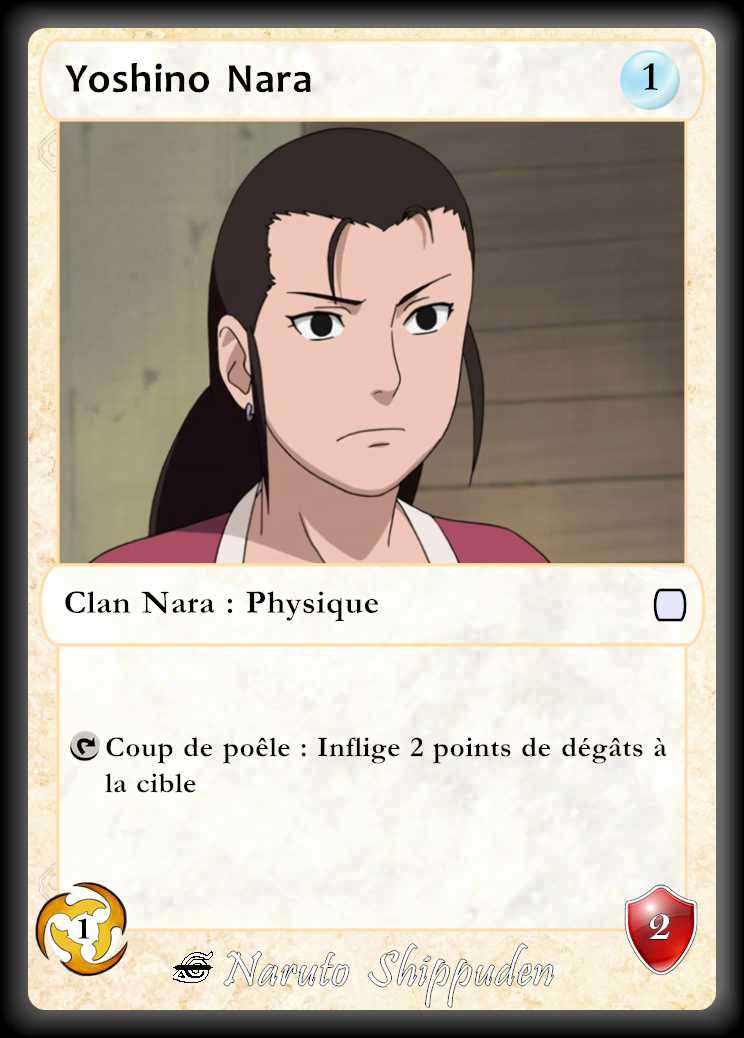 Yoshino Nara
1
Clan Nara : Physique
Coup de poêle : Inflige 2 points de dégâts à
la cible
1
2
Naruto Shippuden